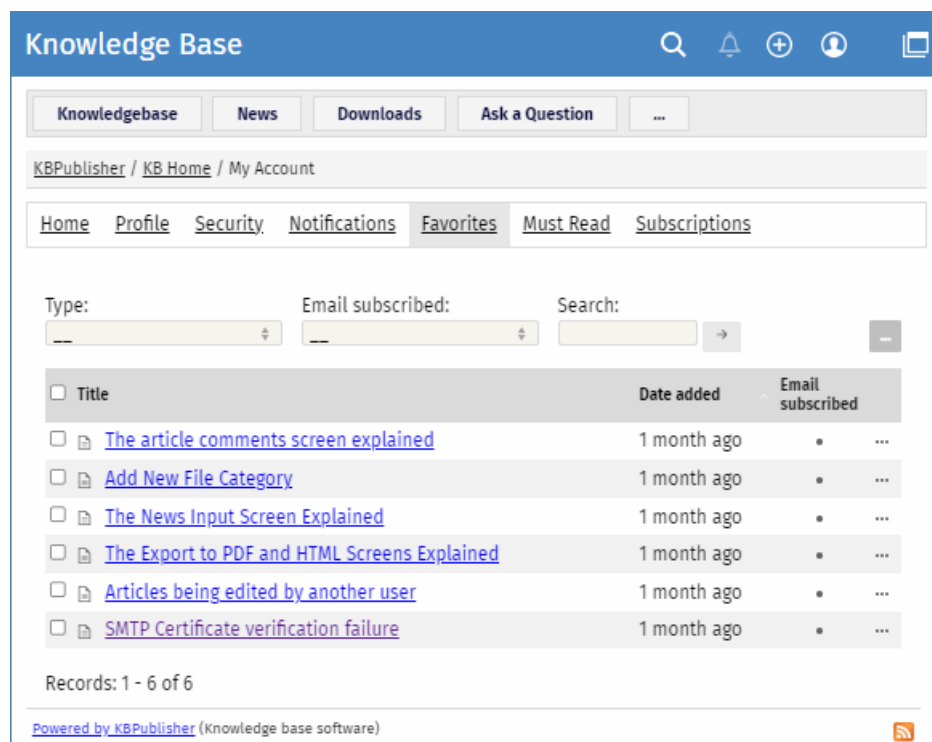 Knowledge Base
Knowledgebase News Downloads Ask a Question ...
KBPublisher / KB Home / My Account
Home Profile Security Notifications Favorites Must Read Subscriptions
Type: Email subscribed: Search:
__ __ → ...
Title Date added Email subscribed
The article comments screen explained 1 month ago • ...
Add New File Category 1 month ago • ...
The News Input Screen Explained 1 month ago • ...
The Export to PDF and HTML Screens Explained 1 month ago • ...
Articles being edited by another user 1 month ago • ...
SMTP Certificate verification failure 1 month ago • ...
Records: 1 - 6 of 6
Powered by KBPublisher (Knowledge base software)